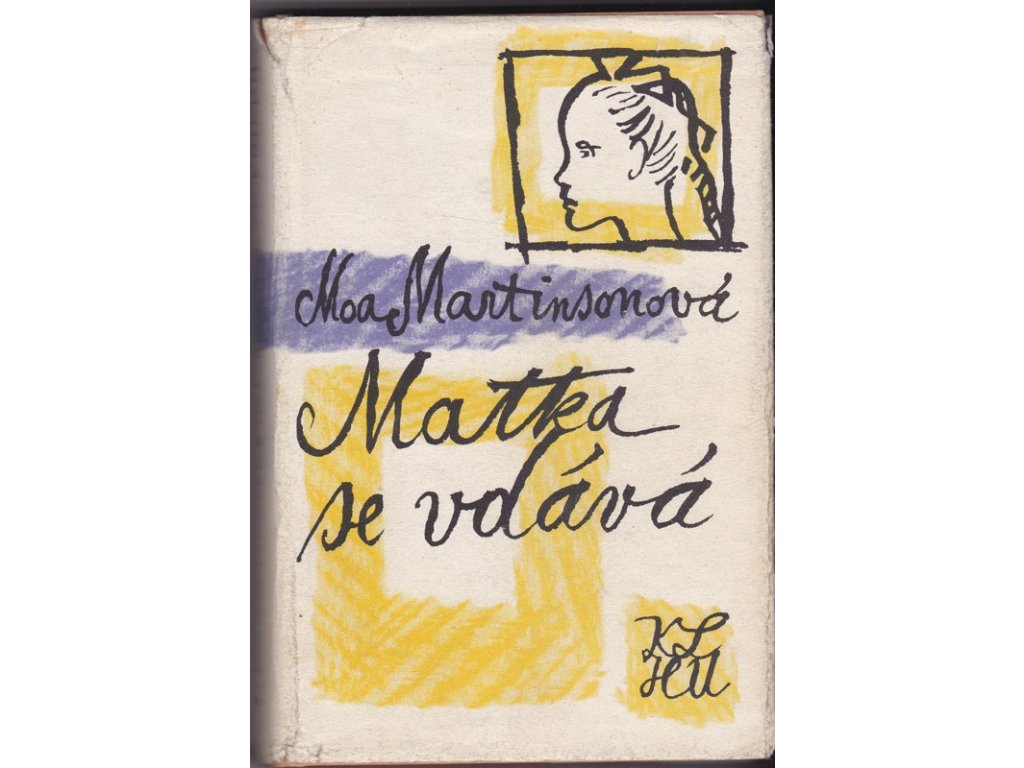 Moa Martinsonová
Matka
se vdává
KL
HU